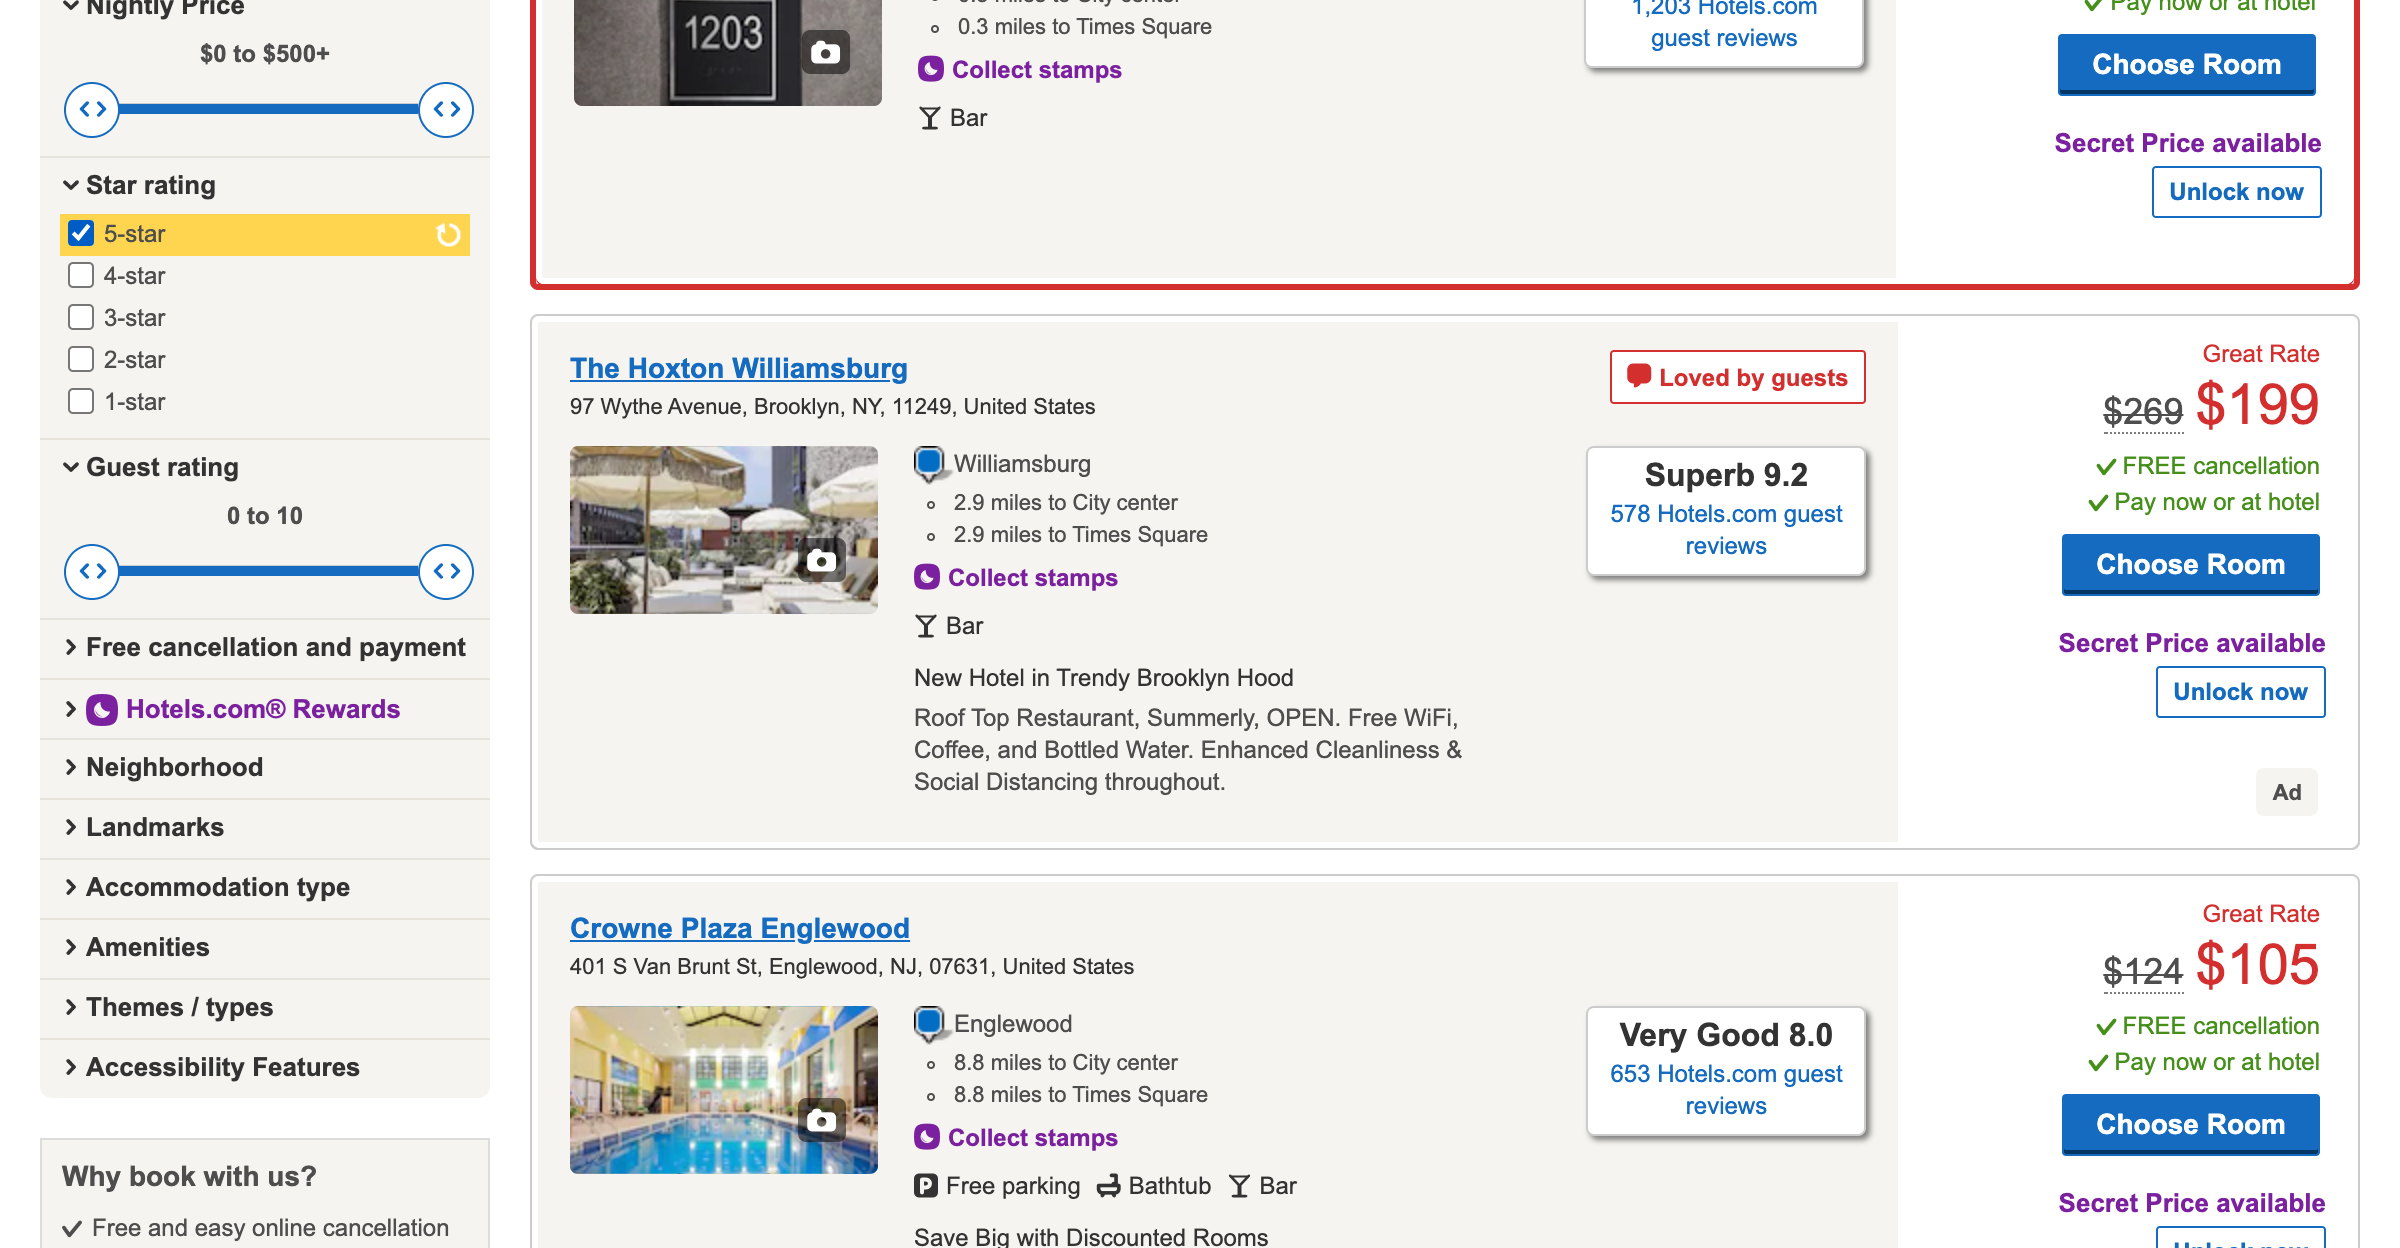 Nightly Price
$0 to $500+
Star rating
5-star
4-star
3-star
2-star
1-star
Guest rating
0 to 10
Free cancellation and payment
Hotels.com® Rewards
Neighborhood
Landmarks
Accommodation type
Amenities
Themes / types
Accessibility Features
Why book with us?
Free and easy online cancellation
1203
0.3 miles to Times Square
Collect stamps
Bar
1,203 Hotels.com
guest reviews
Pay now or at hotel
Choose Room
Secret Price available
Unlock now
The Hoxton Williamsburg
97 Wythe Avenue, Brooklyn, NY, 11249, United States
Williamsburg
2.9 miles to City center
2.9 miles to Times Square
Collect stamps
Bar
New Hotel in Trendy Brooklyn Hood
Roof Top Restaurant, Summerly, OPEN. Free WiFi,
Coffee, and Bottled Water. Enhanced Cleanliness &
Social Distancing throughout.
Loved by guests
Superb 9.2
578 Hotels.com guest
reviews
Great Rate
$269 $199
FREE cancellation
Pay now or at hotel
Choose Room
Secret Price available
Unlock now
Ad
Crowne Plaza Englewood
401 S Van Brunt St, Englewood, NJ, 07631, United States
Englewood
8.8 miles to City center
8.8 miles to Times Square
Collect stamps
Free parking Bathtub Bar
Save Big with Discounted Rooms
Very Good 8.0
653 Hotels.com guest
reviews
Great Rate
$124 $105
FREE cancellation
Pay now or at hotel
Choose Room
Secret Price available